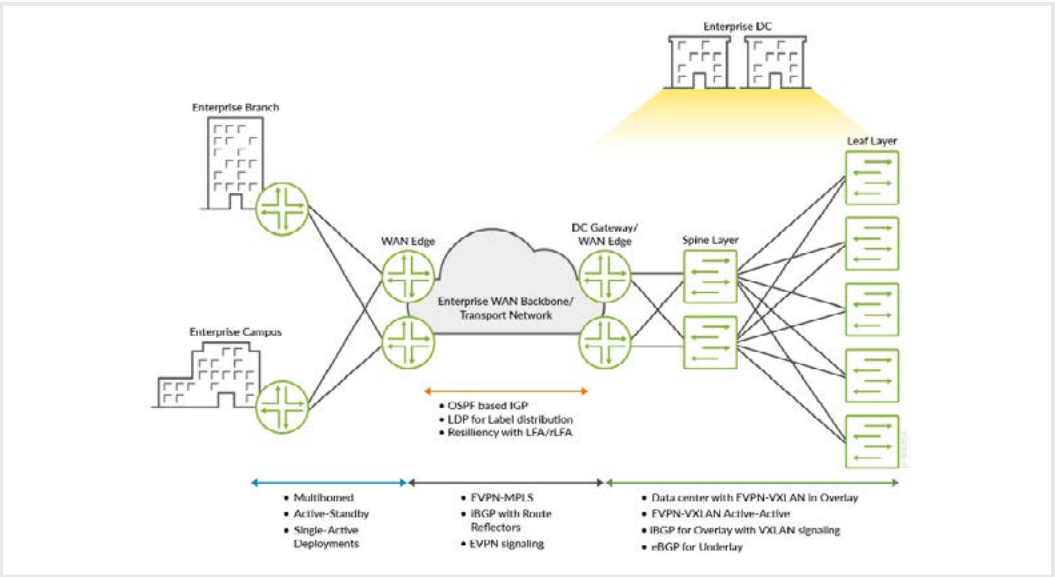 Enterprise DC
Enterprise Branch
Leaf Layer
WAN Edge
DC Gateway/
WAN Edge
Spine Layer
Enterprise WAN Backbone/
Transport Network
Enterprise Campus
• OSPF based IGP
• LDP for Label distribution
• Resilliency with LFA/rLFA
• Multihomed
• Active-Standby
• Single-Active
Deployments
• EVPN-MPLS
• iBGP with Route
Reflectors
• EVPN signaling
• Data center with EVPN-VXLAN in Overlay
• EVPN-VXLAN Active-Active
• iBGP for Overlay with VXLAN signaling
• eBGP for Underlay